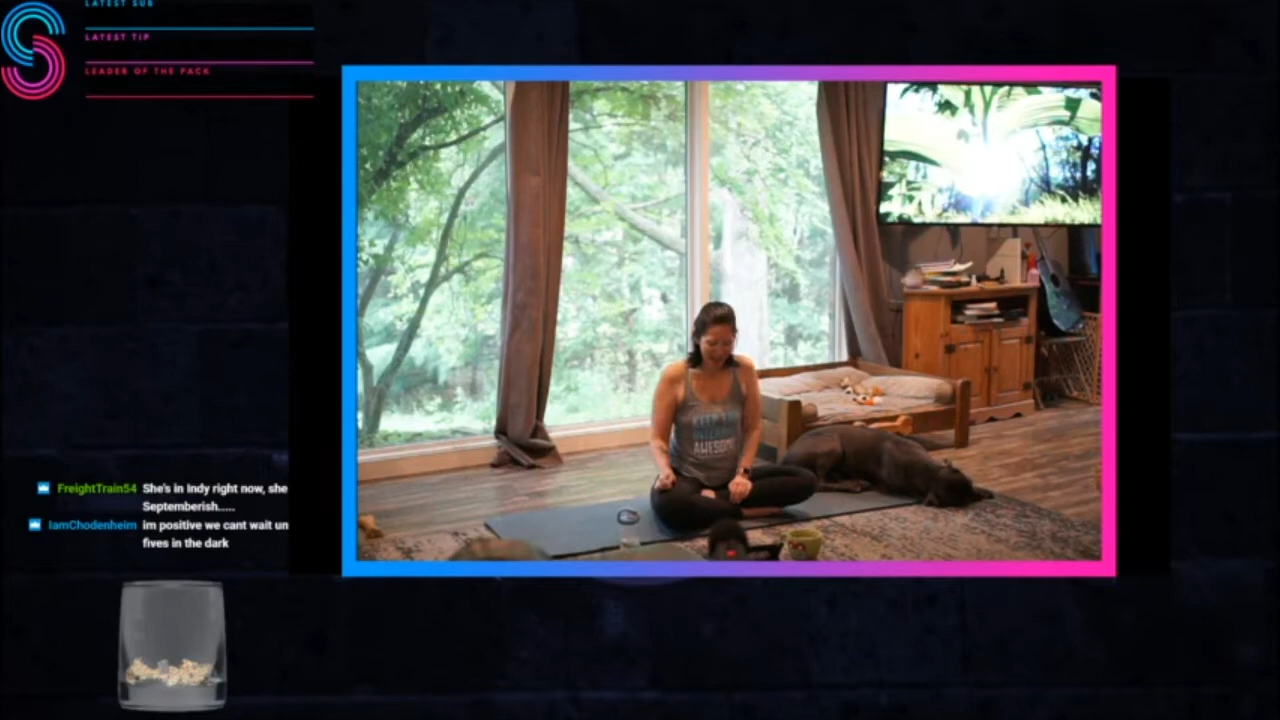 LATEST SUB
LATEST TIP
LEADER OF THE PACK
FreightTrain54 She's in Indy right now, she
Septemberish.....
IamChodenheim im positive we cant wait un
fives in the dark
KEEP
AWESOME